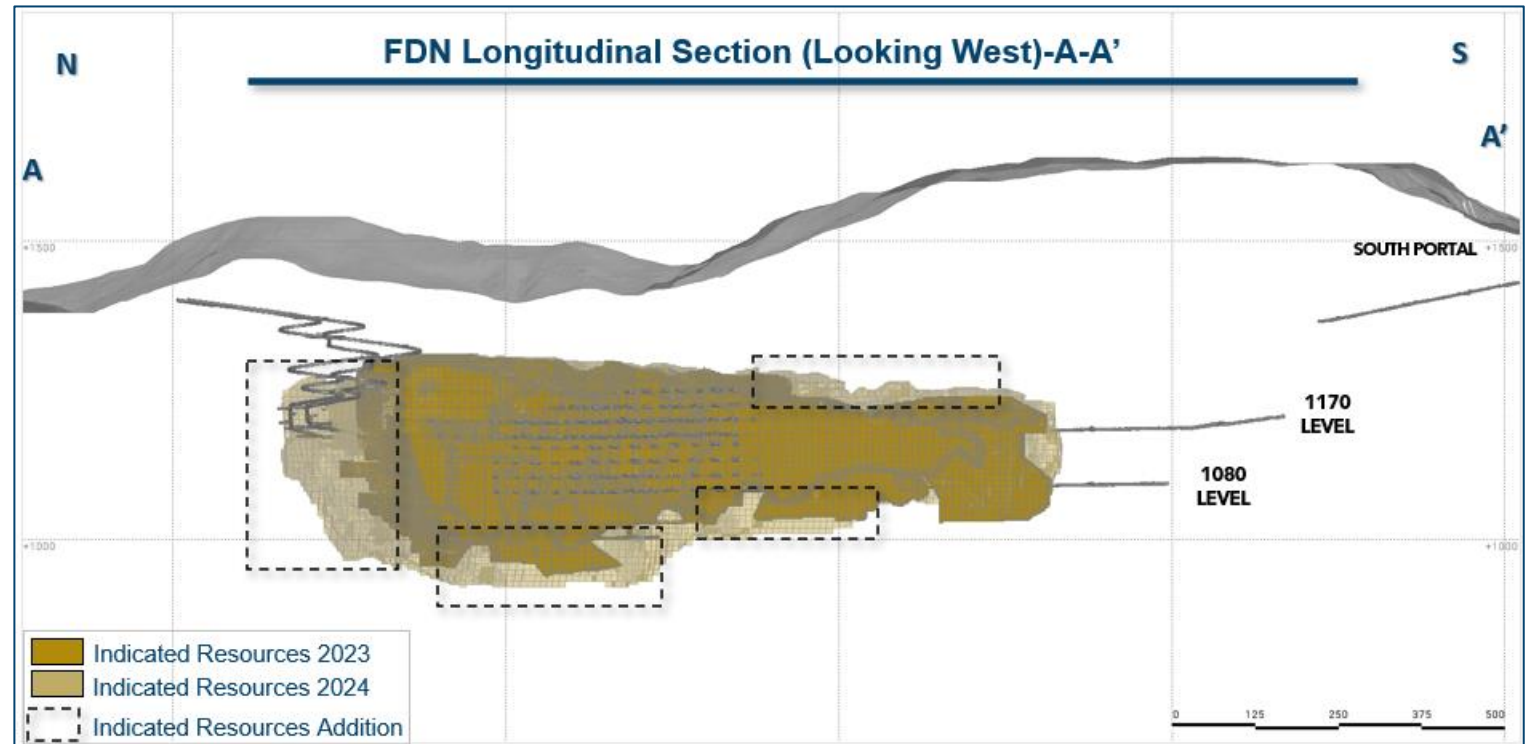 FDN Longitudinal Section (Looking West)-A-A’
N
S
A
A’
+1500
SOUTH PORTAL
+1500
1170
LEVEL
1080
LEVEL
+1000
+1000
Indicated Resources 2023
Indicated Resources 2024
Indicated Resources Addition
0 125 250 375 500